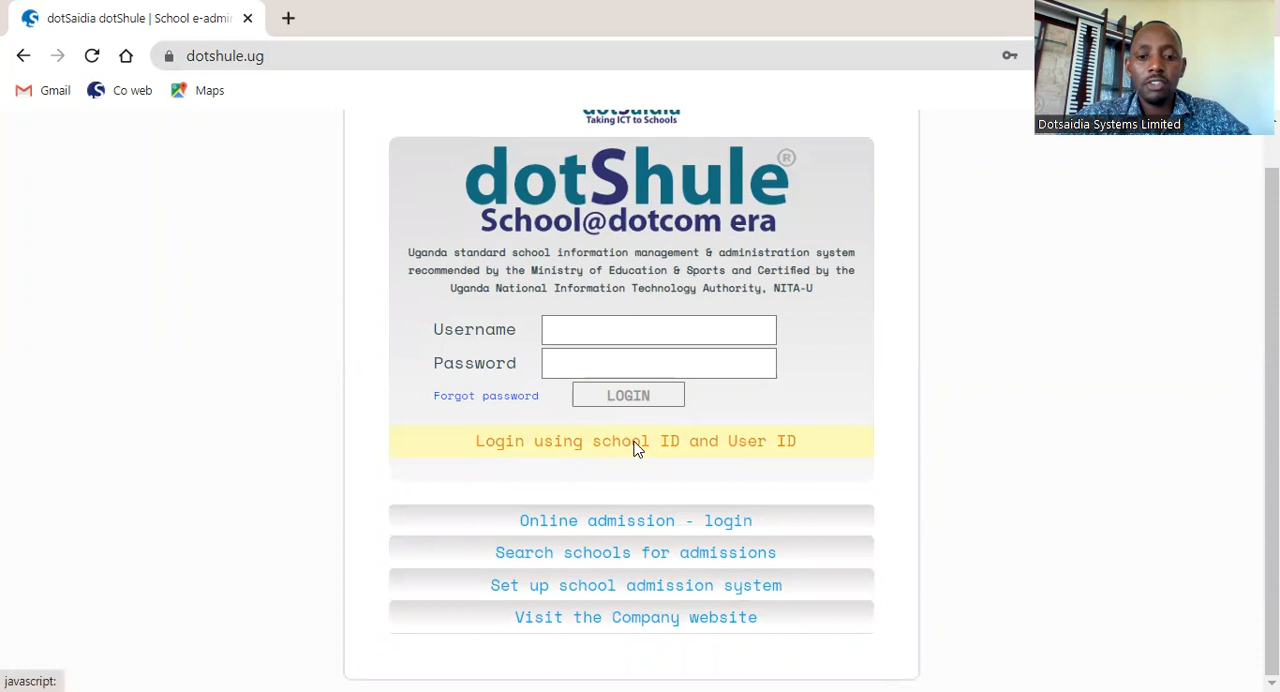 dotSaidia dotShule | School e-admi
dotshule.ug
Gmail
Co web
Maps
Dotsaidia Systems Limited
dotSaidia
Taking ICT to Schools
dotShule ®
School@dotcom era
Uganda standard school information management & administration system
recommended by the Ministry of Education & Sports and Certified by the
Uganda National Information Technology Authority, NITA-U
Username
Password
Forgot password
LOGIN
Login using school ID and User ID
Online admission - login
Search schools for admissions
Set up school admission system
Visit the Company website
javascript: